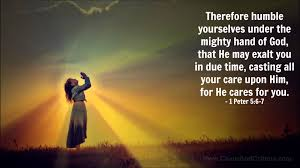 Therefore humble
yourselves under the
mighty hand of God,
that He may exalt you
in due time, casting all
your care upon Him,
for He cares for you.
- 1 Peter 5:6-7